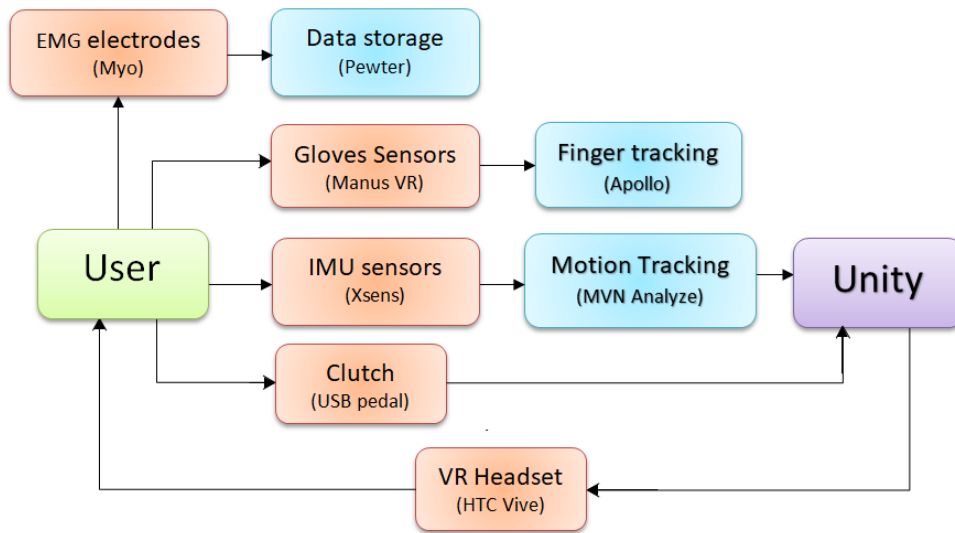 EMG electrodes
(Myo)
Data storage
(Pewter)
Gloves Sensors
(Manus VR)
Finger tracking
(Apollo)
User
IMU sensors
(Xsens)
Motion Tracking
(MVN Analyze)
Unity
Clutch
(USB pedal)
VR Headset
(HTC Vive)